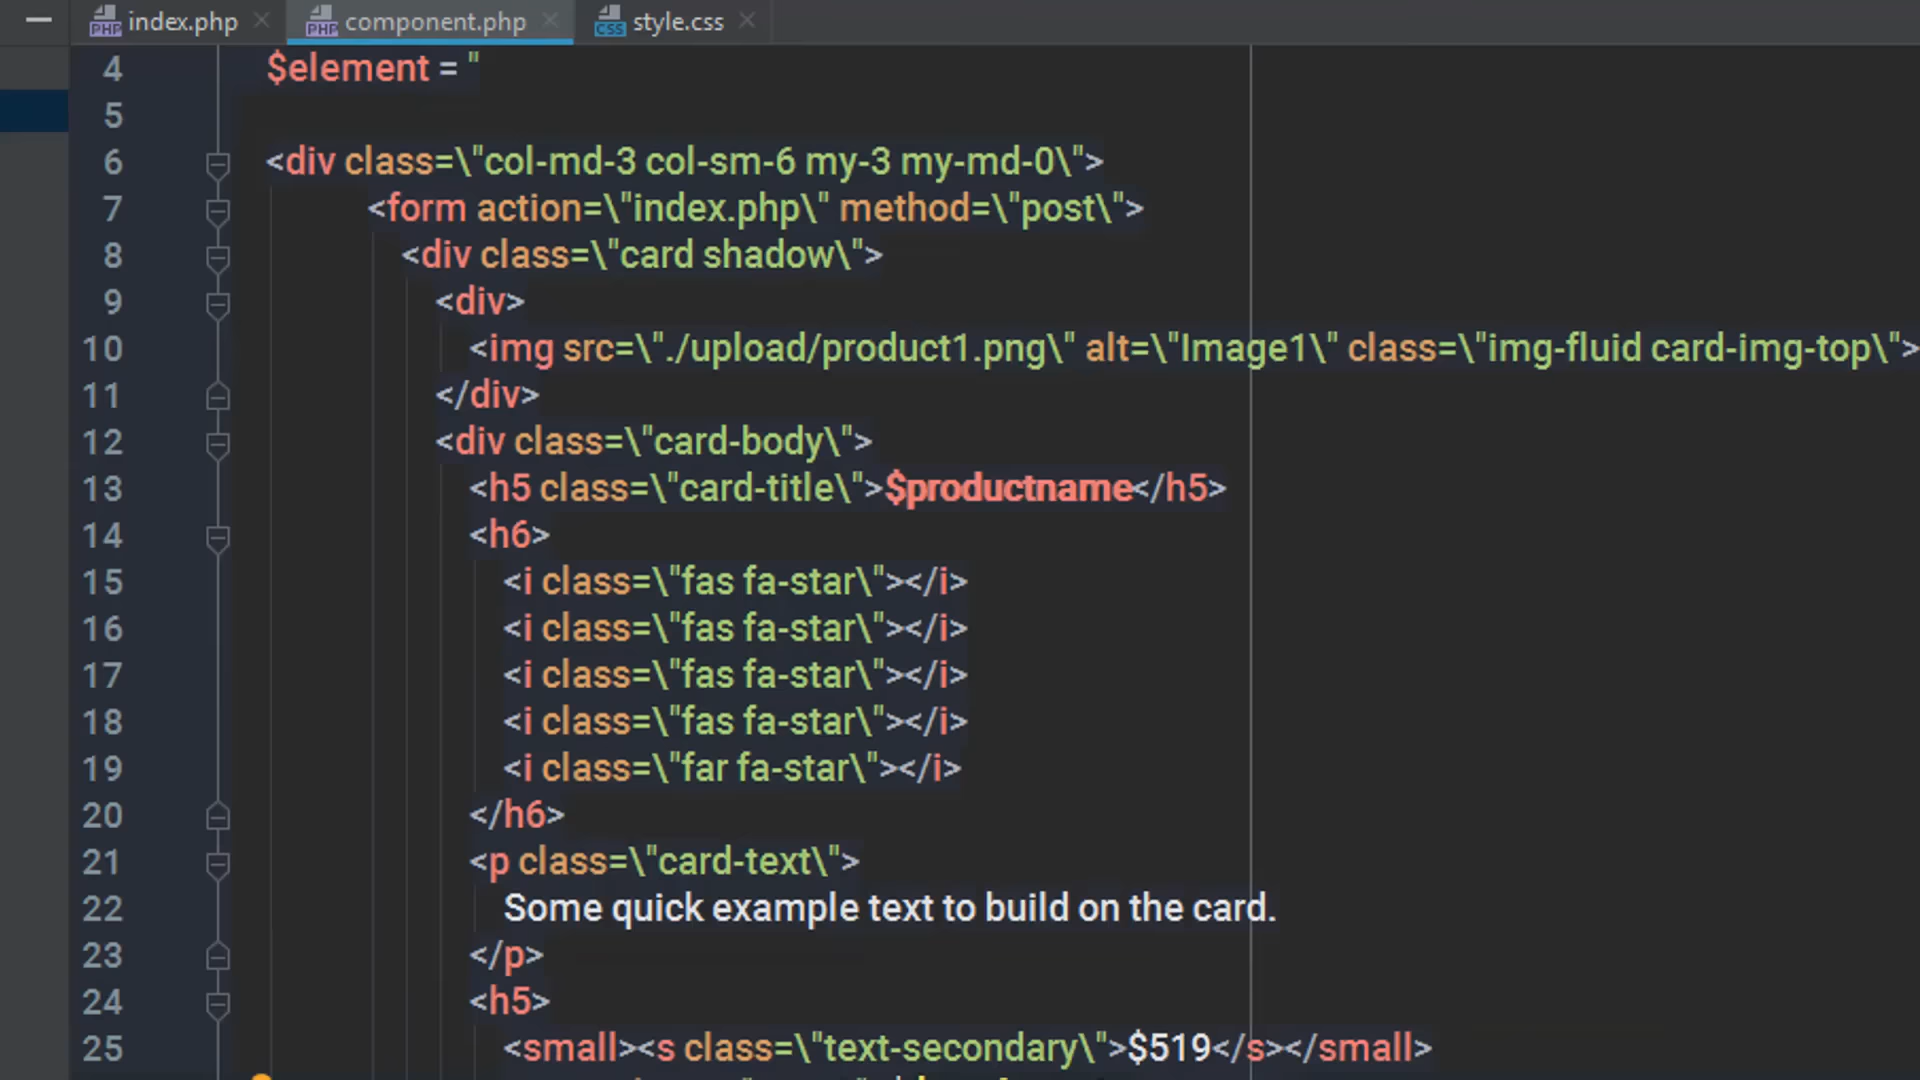 index.php component.php style.css
4 $element = "
5
6 <div class=\"col-md-3 col-sm-6 my-3 my-md-0\">
7 <form action=\"index.php\" method=\"post\">
8 <div class=\"card shadow\">
9 <div>
10 <img src=\"./upload/product1.png\" alt=\"Image1\" class=\"img-fluid card-img-top\">
11 </div>
12 <div class=\"card-body\">
13 <h5 class=\"card-title\">$productname</h5>
14 <h6>
15 <i class=\"fas fa-star\"></i>
16 <i class=\"fas fa-star\"></i>
17 <i class=\"fas fa-star\"></i>
18 <i class=\"fas fa-star\"></i>
19 <i class=\"far fa-star\"></i>
20 </h6>
21 <p class=\"card-text\">
22 Some quick example text to build on the card.
23 </p>
24 <h5>
25 <small><s class=\"text-secondary\">$519</s></small>